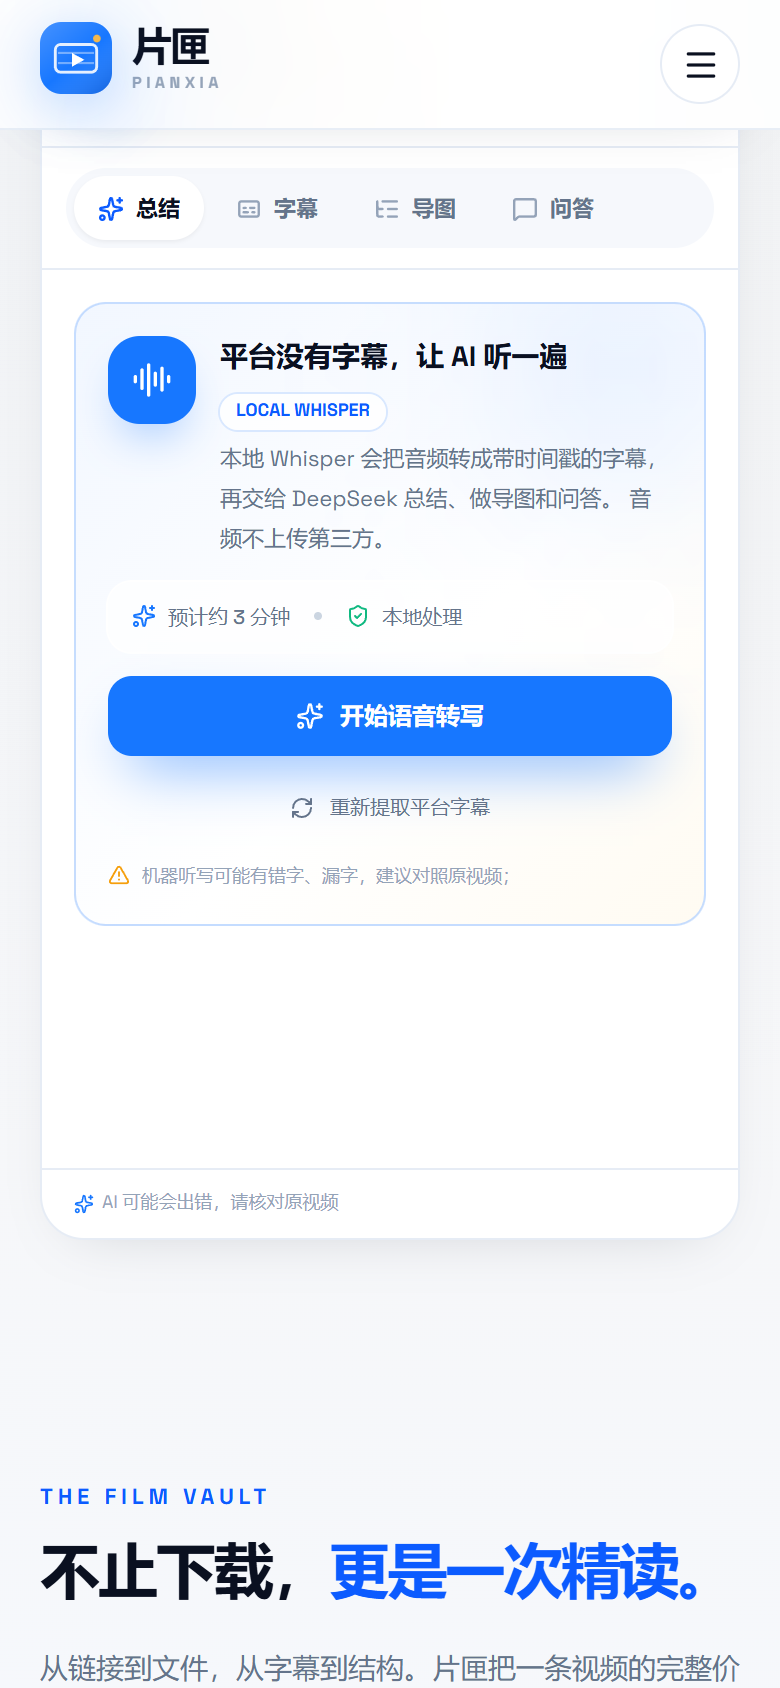 片匣
PIANXIA
总结
字幕
导图
问答
平台没有字幕，让 AI 听一遍
LOCAL WHISPER
本地 Whisper 会把音频转成带时间戳的字幕，
再交给 DeepSeek 总结、做导图和问答。 音
频不上传第三方。
预计约 3 分钟
本地处理
开始语音转写
重新提取平台字幕
机器听写可能有错字、漏字，建议对照原视频；
AI 可能会出错，请核对原视频
THE FILM VAULT
不止下载，更是一次精读。
从链接到文件，从字幕到结构。片匣把一条视频的完整价